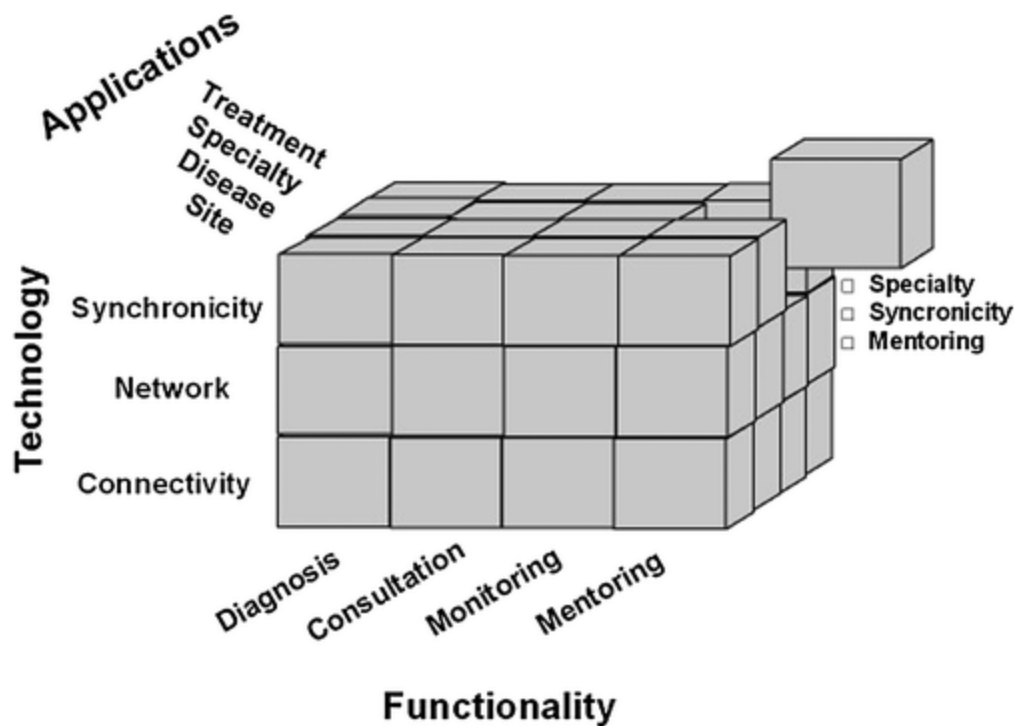 Applications
Treatment
Specialty
Disease
Site
Technology
Synchronicity
Network
Connectivity
□ Specialty
□ Syncronicity
□ Mentoring
Diagnosis
Consultation
Monitoring
Mentoring
Functionality